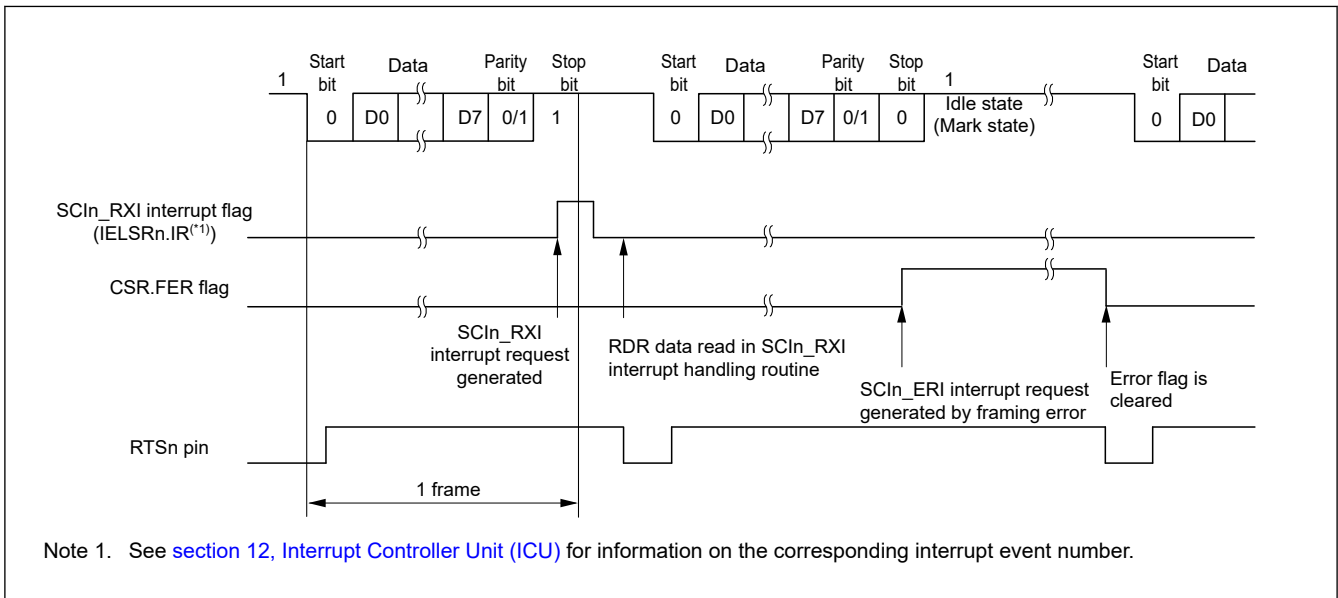 Start Data Parity Stop Start Data Parity Stop Start Data
1 bit bit bit bit bit bit 1 bit
0 D0 D7 0/1 1 0 D0 D7 0/1 0 Idle state 0 D0
(Mark state)
SCIn_RXI interrupt flag
(IELSRn.IR(*1))
CSR.FER flag
SCIn_RXI
interrupt request
generated
RDR data read in SCIn_RXI
interrupt handling routine
SCIn_ERI interrupt request
generated by framing error
Error flag is
cleared
RTSn pin
1 frame
Note 1. See section 12, Interrupt Controller Unit (ICU) for information on the corresponding interrupt event number.